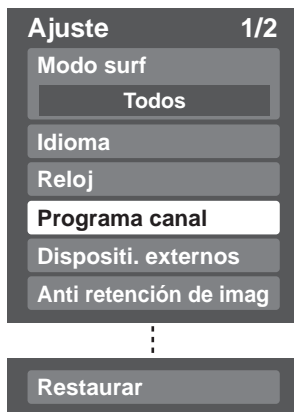 Ajuste 1/2
Modo surf
Todos
Idioma
Reloj
Programa canal
Dispositi. externos
Anti retención de imag
Restaurar